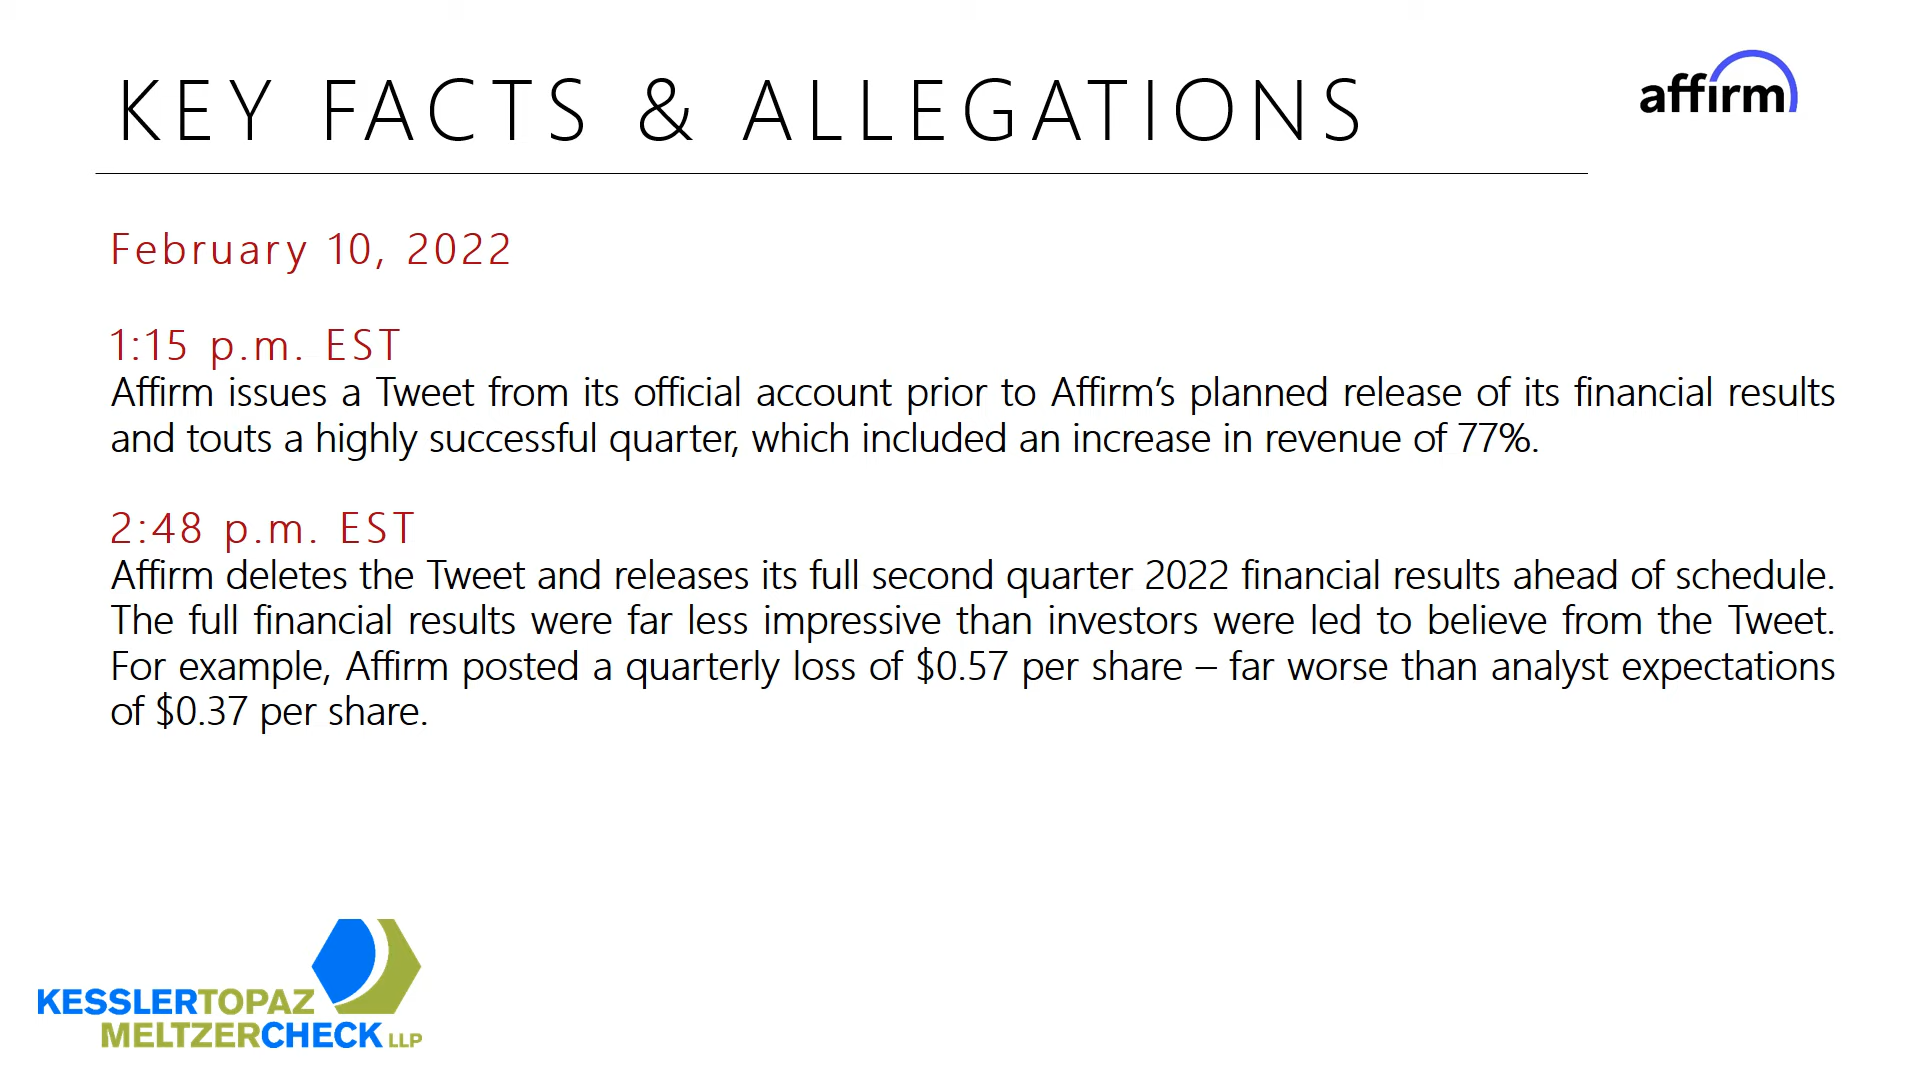 KEY FACTS & ALLEGATIONS
affirm
February 10, 2022
1:15 p.m. EST
Affirm issues a Tweet from its official account prior to Affirm’s planned release of its financial results
and touts a highly successful quarter, which included an increase in revenue of 77%.
2:48 p.m. EST
Affirm deletes the Tweet and releases its full second quarter 2022 financial results ahead of schedule.
The full financial results were far less impressive than investors were led to believe from the Tweet.
For example, Affirm posted a quarterly loss of $0.57 per share – far worse than analyst expectations
of $0.37 per share.
KESSLERTOPAZ
MELTZERCHECK LLP